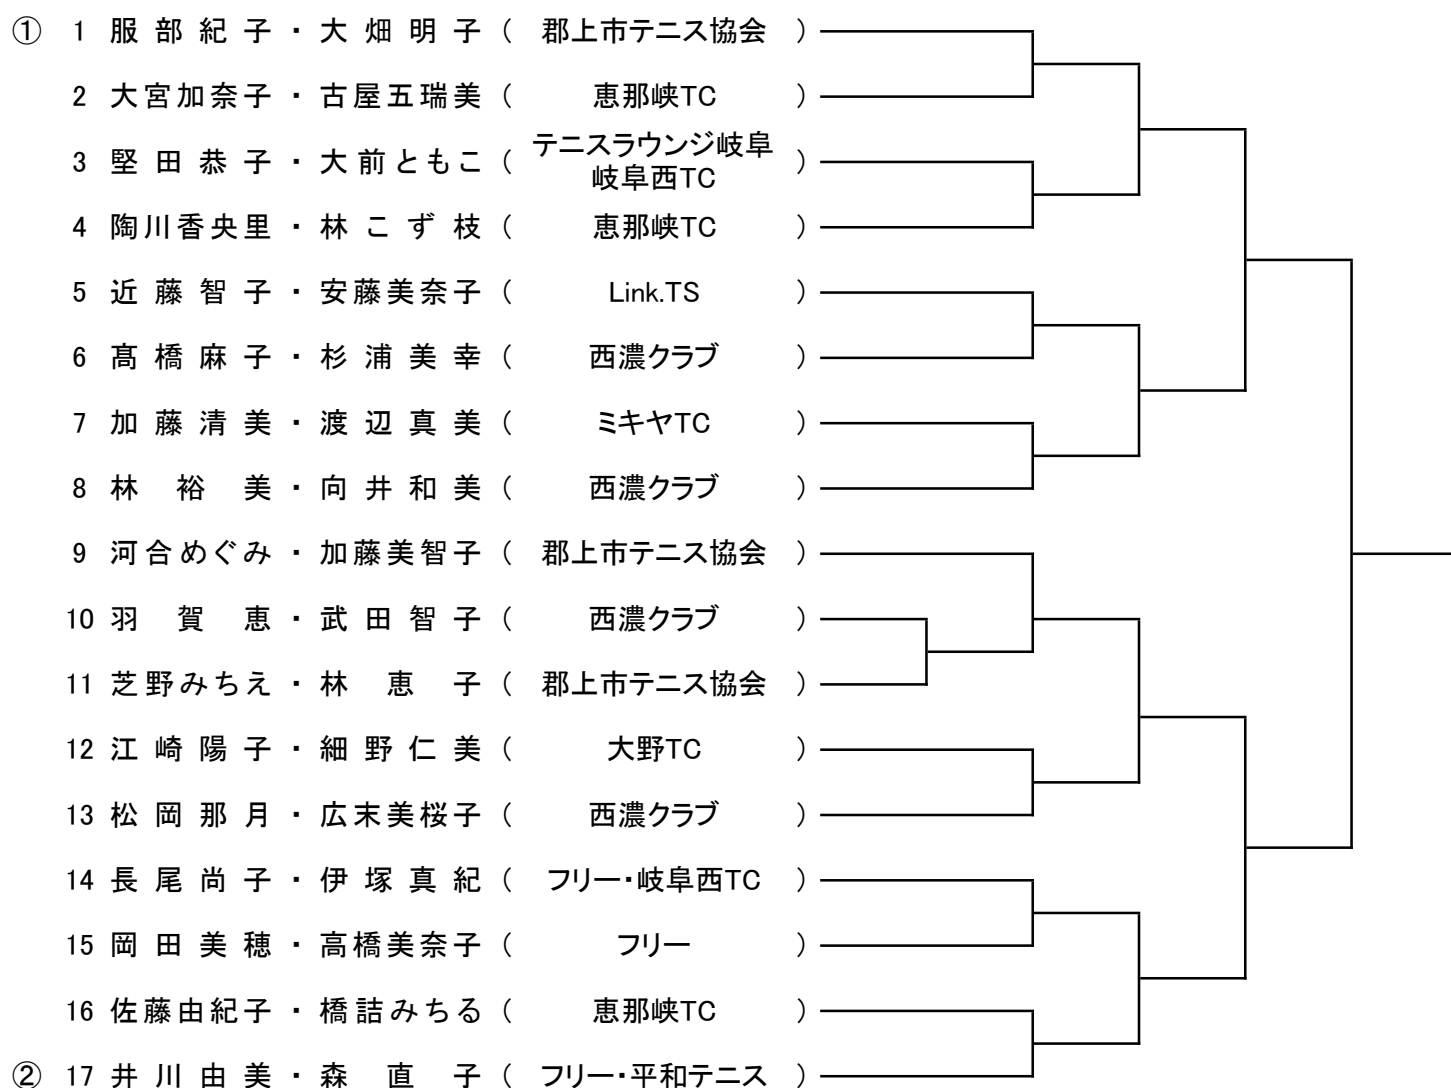 ① 1 服部紀子・大畑明子（ 郡上市テニス協会 ）
2 大宮加奈子・古屋五瑞美（ 恵那峡TC ）
3 堅田恭子・大前ともこ（ テニスラウンジ岐阜
岐阜西TC ）
4 陶川香央里・林こず枝（ 恵那峡TC ）
5 近藤智子・安藤美奈子（ Link.TS ）
6 髙橋麻子・杉浦美幸（ 西濃クラブ ）
7 加藤清美・渡辺真美（ ミキヤTC ）
8 林裕美・向井和美（ 西濃クラブ ）
9 河合めぐみ・加藤美智子（ 郡上市テニス協会 ）
10 羽賀恵・武田智子（ 西濃クラブ ）
11 芝野みちえ・林恵子（ 郡上市テニス協会 ）
12 江崎陽子・細野仁美（ 大野TC ）
13 松岡那月・広末美桜子（ 西濃クラブ ）
14 長尾尚子・伊塚真紀（ フリー・岐阜西TC ）
15 岡田美穂・高橋美奈子（ フリー ）
16 佐藤由紀子・橋詰みちる（ 恵那峡TC ）
② 17 井川由美・森直子（ フリー・平和テニス ）